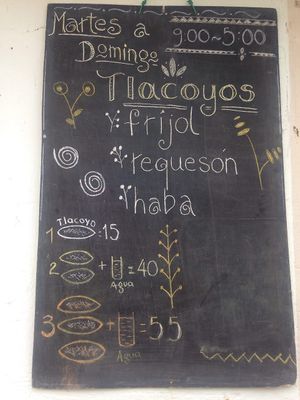 Martes a
Domingo
9:00-5:00
Tlacoyos
frijol
requesón
haba
Tlacoyo
1 = 15
2 + = 40
Agua
3 + = 55
Agua